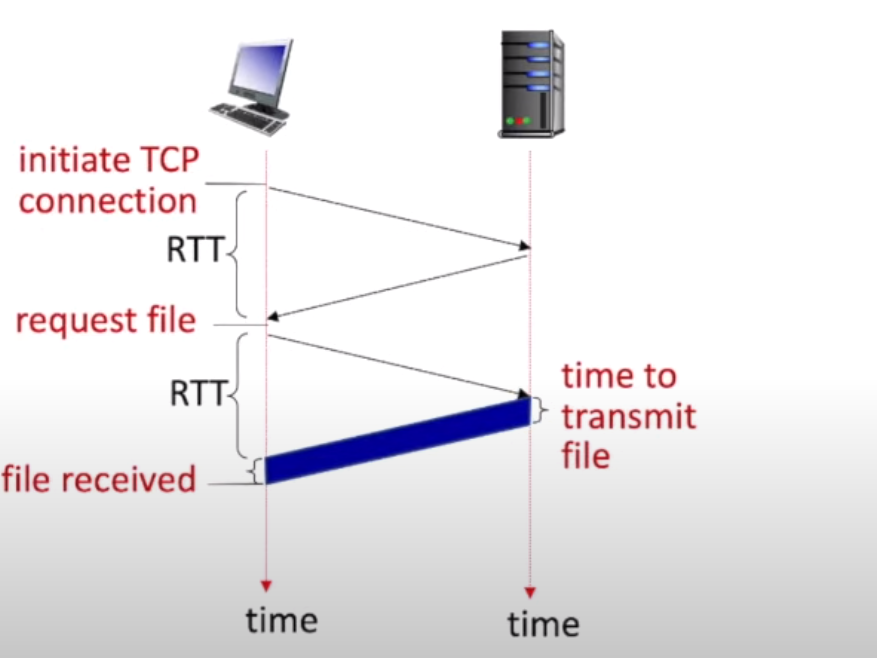 initiate TCP
connection
RTT
request file
RTT
time to
transmit
file
file received
time
time